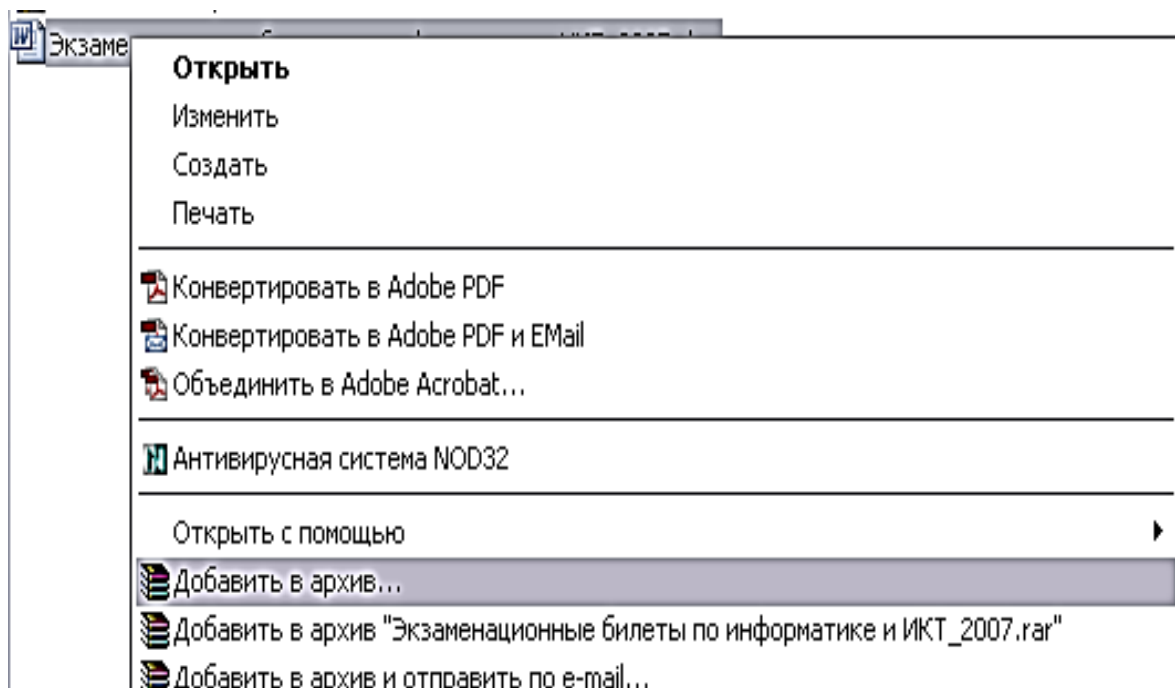 Экзаме
Открыть
Изменить
Создать
Печать
Конвертировать в Adobe PDF
Конвертировать в Adobe PDF и EMail
Объединить в Adobe Acrobat...
Антивирусная система NOD32
Открыть с помощью
Добавить в архив...
Добавить в архив "Экзаменационные билеты по информатике и ИКТ_2007.rar"
Добавить в архив и отправить по e-mail...